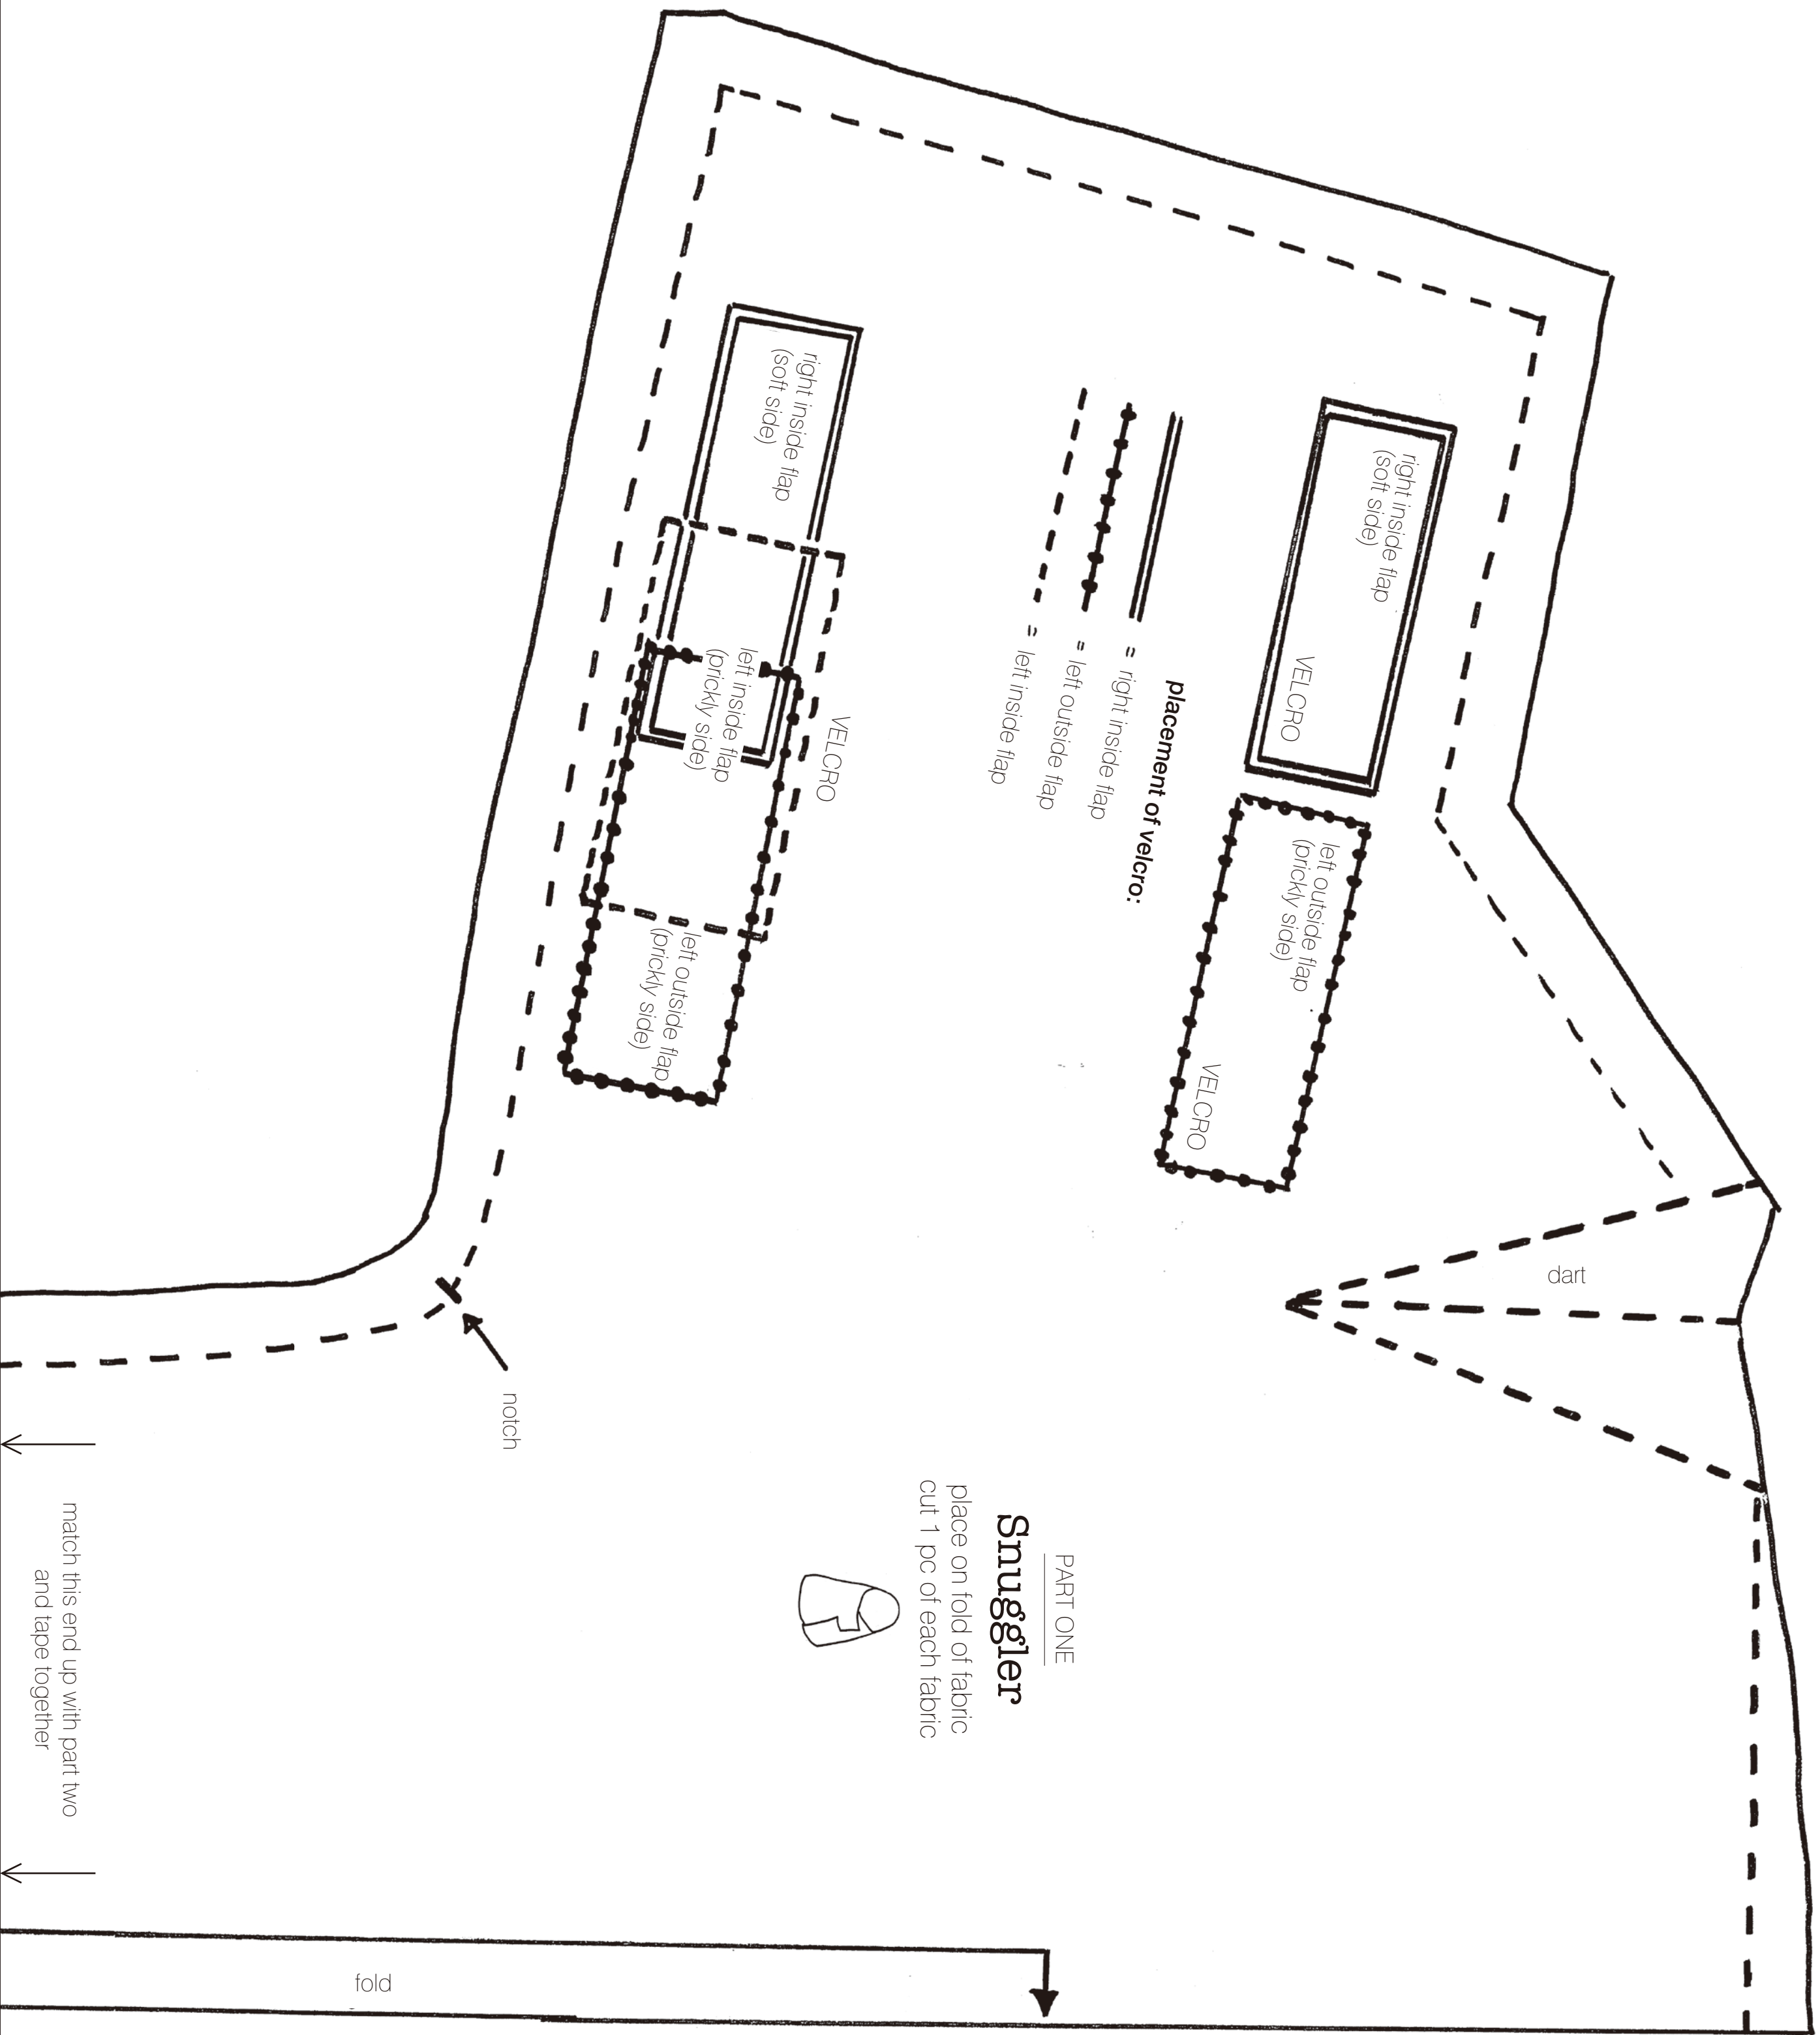 right inside flap
(soft side)
VELCRO
left outside flap
(prickly side)
VELCRO
placement of velcro:
= right inside flap
= left outside flap
= left inside flap
right inside flap
(soft side)
VELCRO
left inside flap
(prickly side)
left outside flap
(prickly side)
dart
notch
PART ONE
Snuggler
place on fold of fabric
cut 1 pc of each fabric
match this end up with part two
and tape together
fold